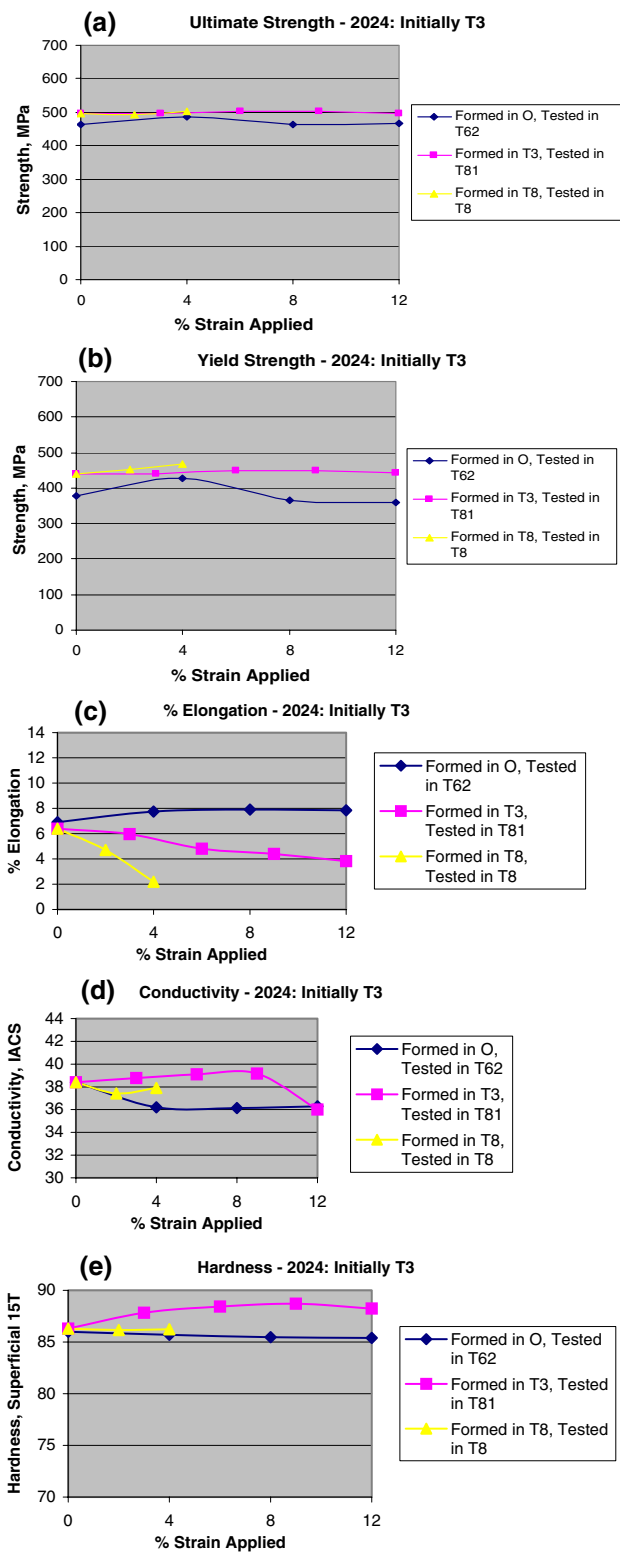 (a)
Ultimate Strength - 2024: Initially T3
700
600
500
400
300
200
100
0
Strength, MPa
0 4 8 12
% Strain Applied
Formed in O, Tested in
T62
Formed in T3, Tested in
T81
Formed in T8, Tested in
T8
(b)
Yield Strength - 2024: Initially T3
700
600
500
400
300
200
100
0
Strength, MPa
0 4 8 12
% Strain Applied
Formed in O, Tested in
T62
Formed in T3, Tested in
T81
Formed in T8, Tested in
T8
(c)
% Elongation - 2024: Initially T3
14
12
10
8
6
4
2
0
% Elongation
0 4 8 12
% Strain Applied
Formed in O, Tested
in T62
Formed in T3,
Tested in T81
Formed in T8,
Tested in T8
(d)
Conductivity - 2024: Initially T3
44
42
40
38
36
34
32
30
Conductivity, IACS
0 4 8 12
% Strain Applied
Formed in O,
Tested in T62
Formed in T3,
Tested in T81
Formed in T8,
Tested in T8
(e)
Hardness - 2024: Initially T3
90
85
80
75
70
Hardness, Superficial 15T
0 4 8 12
% Strain Applied
Formed in O, Tested
in T62
Formed in T3, Tested
in T81
Formed in T8, Tested
in T8